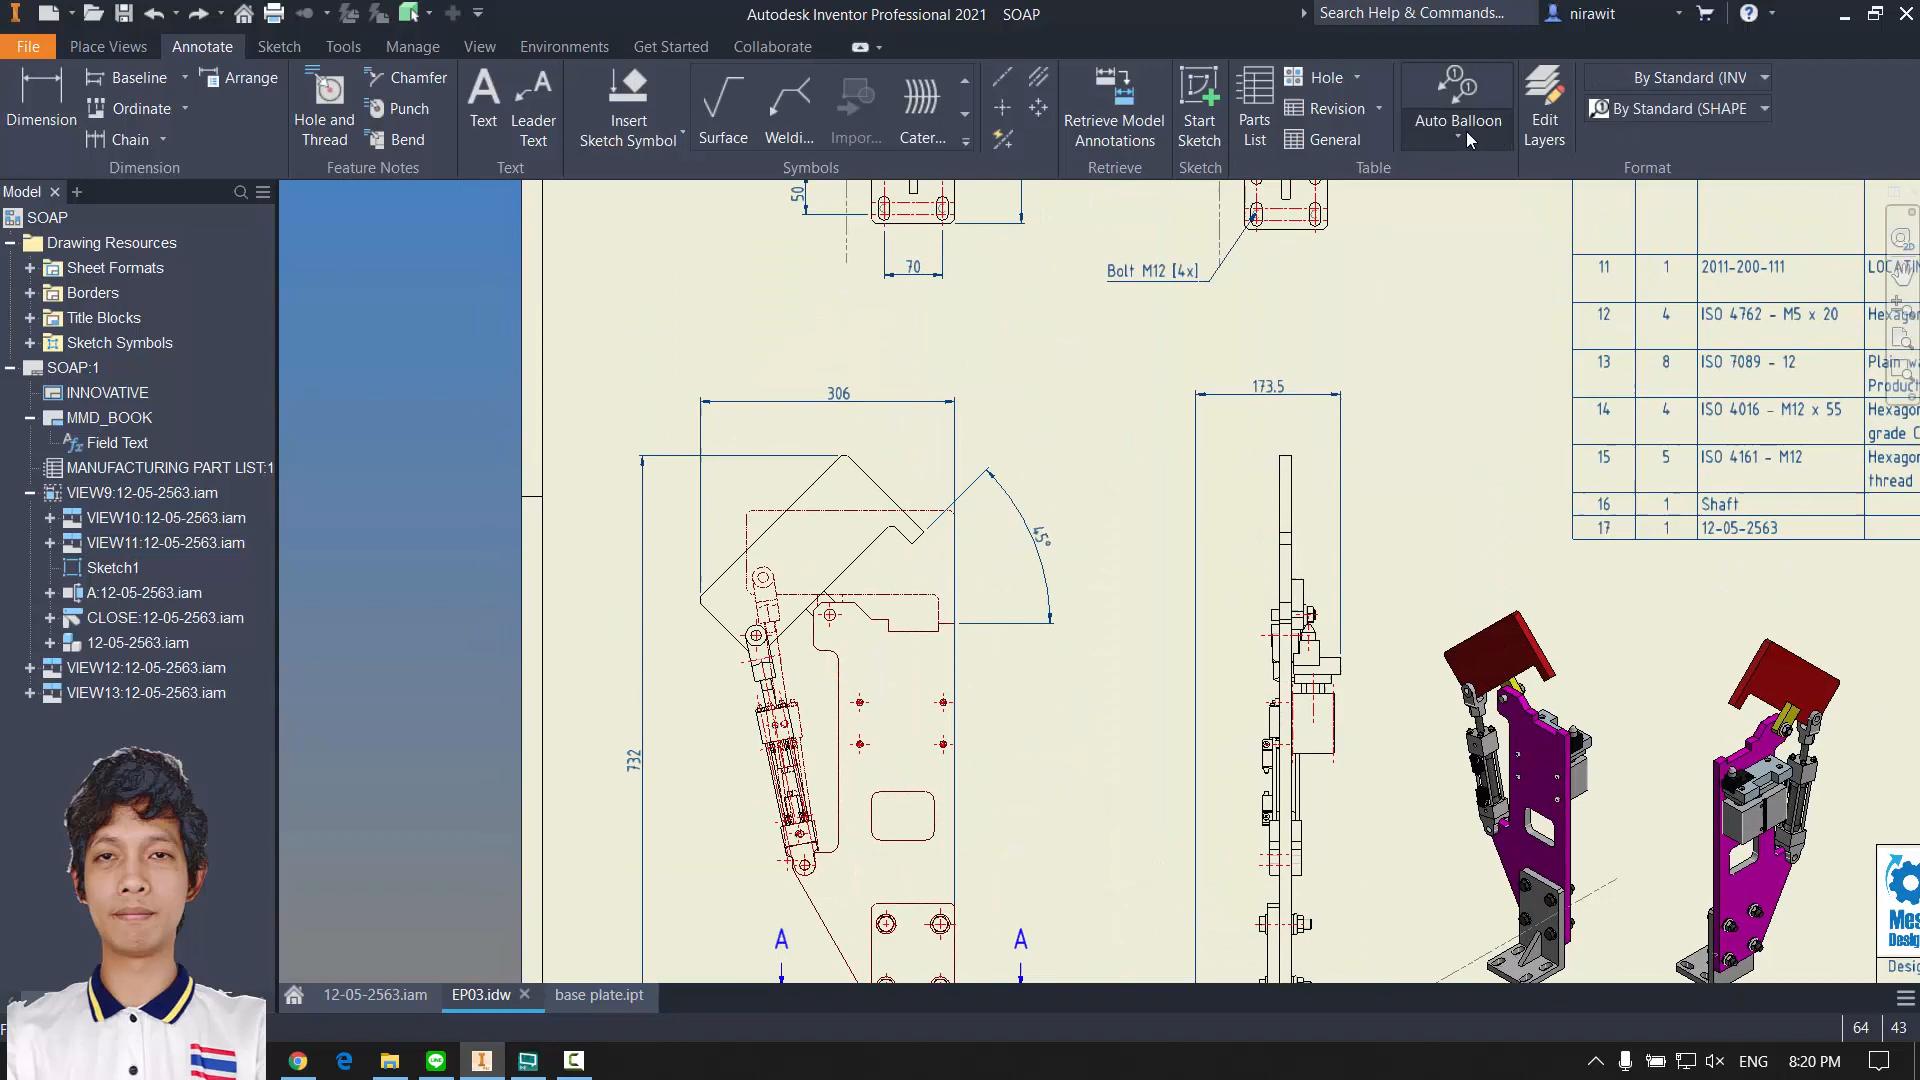 Autodesk Inventor Professional 2021 SOAP
Search Help & Commands...
nirawit
File
Place Views
Annotate
Sketch
Tools
Manage
View
Environments
Get Started
Collaborate
Dimension
Baseline
Ordinate
Chain
Arrange
Dimension
Hole and Thread
Chamfer
Punch
Bend
Feature Notes
Text
Leader Text
Text
Insert Sketch Symbol
Surface
Weldi...
Impor...
Cater...
Symbols
Retrieve Model Annotations
Retrieve
Start Sketch
Sketch
Parts List
Hole
Revision
General
Table
Auto Balloon
Edit Layers
By Standard (INV
By Standard (SHAPE
Format
Model
SOAP
Drawing Resources
Sheet Formats
Borders
Title Blocks
Sketch Symbols
SOAP:1
INNOVATIVE
MMD_BOOK
Field Text
MANUFACTURING PART LIST:1
VIEW9:12-05-2563.iam
VIEW10:12-05-2563.iam
VIEW11:12-05-2563.iam
Sketch1
A:12-05-2563.iam
CLOSE:12-05-2563.iam
12-05-2563.iam
VIEW12:12-05-2563.iam
VIEW13:12-05-2563.iam
50
70
Bolt M12 [4x]
306
173.5
45°
732
A
A
11 1 2011-200-111
12 4 ISO 4762 - M5 x 20
13 8 ISO 7089 - 12
14 4 ISO 4016 - M12 x 55
grade C
15 5 ISO 4161 - M12
thread
16 1 Shaft
17 1 12-05-2563
12-05-2563.iam
EP03.idw
base plate.ipt
64 43
ENG
8:20 PM